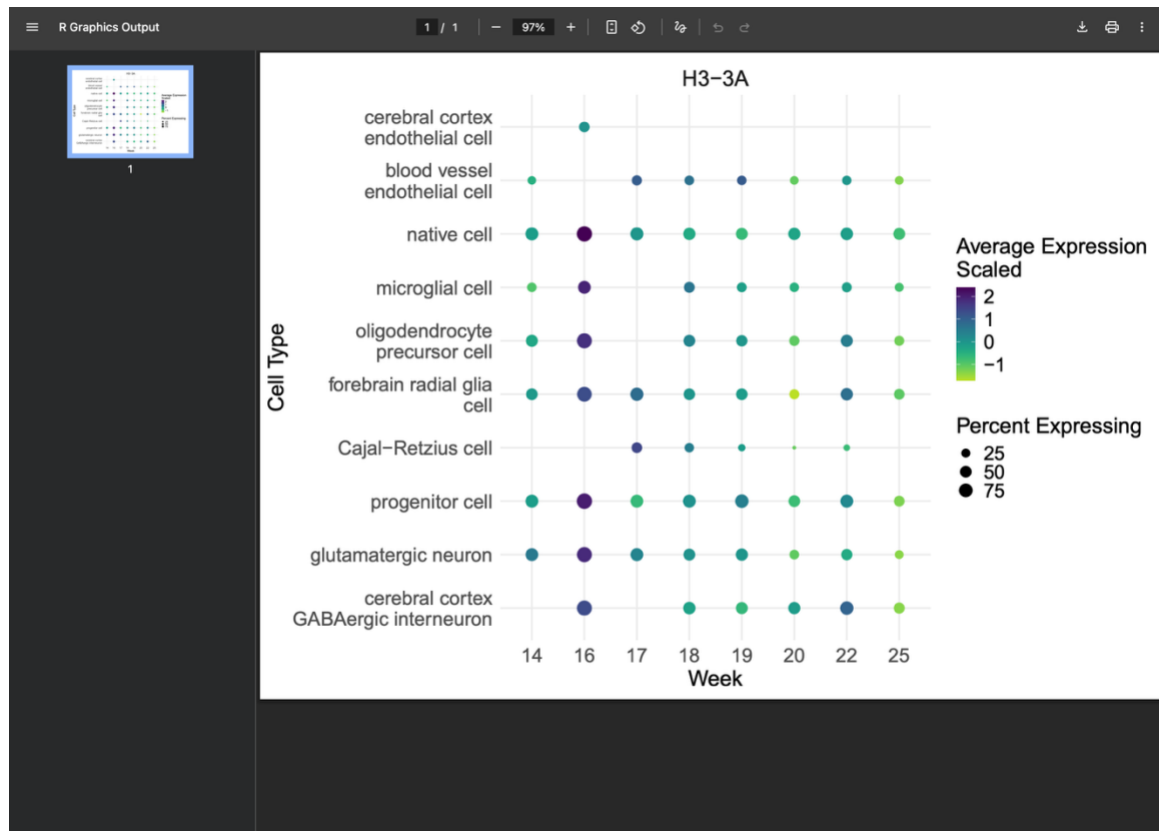 R Graphics Output
1 / 1
97%
1
H3−3A
cerebral cortex
endothelial cell
blood vessel
endothelial cell
native cell
microglial cell
oligodendrocyte
precursor cell
forebrain radial glia
cell
Cajal−Retzius cell
progenitor cell
glutamatergic neuron
cerebral cortex
GABAergic interneuron
Cell Type
14 16 17 18 19 20 22 25
Week
Average Expression
Scaled
2
1
0
−1
Percent Expressing
25
50
75